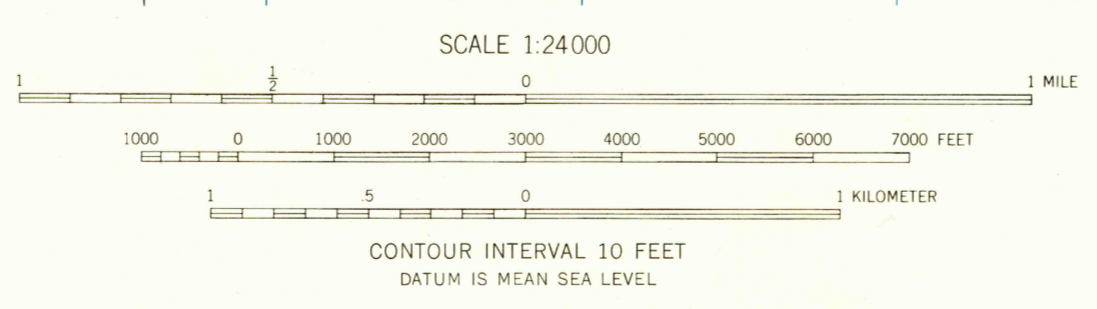 SCALE 1:24000
1 1/2 0 1 MILE
1000 0 1000 2000 3000 4000 5000 6000 7000 FEET
1 .5 0 1 KILOMETER
CONTOUR INTERVAL 10 FEET
DATUM IS MEAN SEA LEVEL